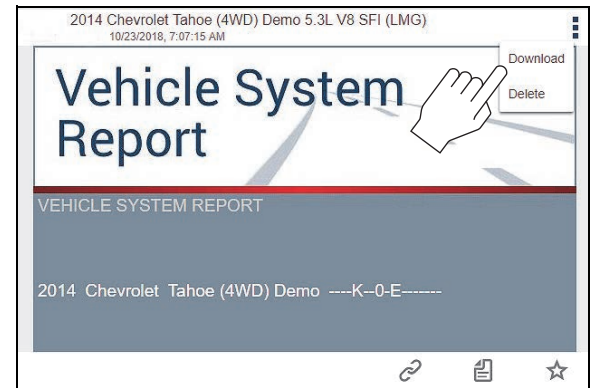 2014 Chevrolet Tahoe (4WD) Demo 5.3L V8 SFI (LMG)
10/23/2018, 7:07:15 AM
Download
Delete
Vehicle System
Report
VEHICLE SYSTEM REPORT
2014 Chevrolet Tahoe (4WD) Demo ----K--0-E-------